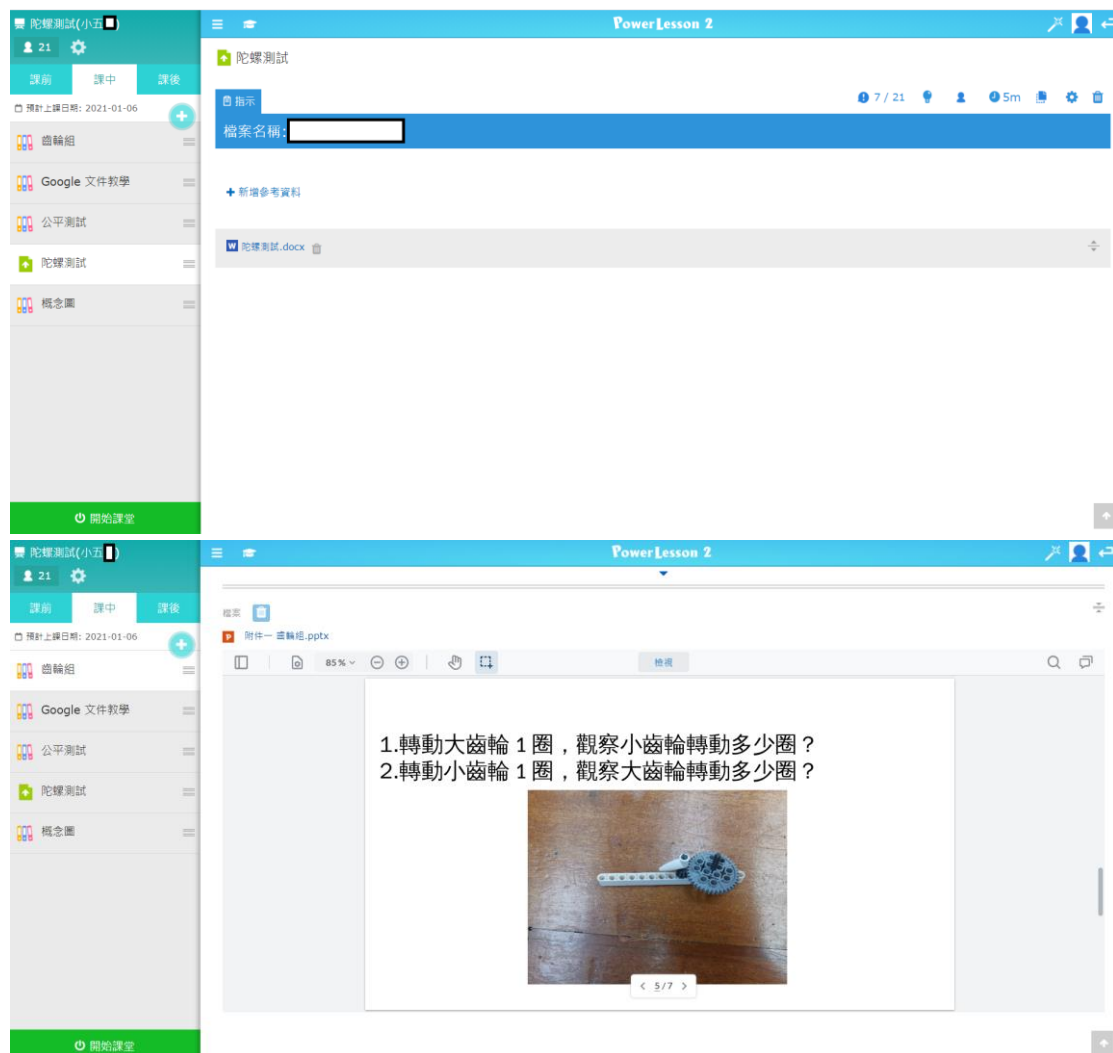 陀螺測試(小五 )
21
課前 課中 課後
預計上課日期: 2021-01-06
齒輪組
Google 文件教學
公平測試
陀螺測試
概念圖
開始課堂
PowerLesson 2
陀螺測試
指示
7 / 21
5m
檔案名稱:
新增參考資料
陀螺測試.docx
陀螺測試(小五 )
21
課前 課中 課後
預計上課日期: 2021-01-06
齒輪組
Google 文件教學
公平測試
陀螺測試
概念圖
開始課堂
PowerLesson 2
檔案
附件一 齒輪組.pptx
85%
檢視
1.轉動大齒輪 1 圈，觀察小齒輪轉動多少圈？
2.轉動小齒輪 1 圈，觀察大齒輪轉動多少圈？
5/7